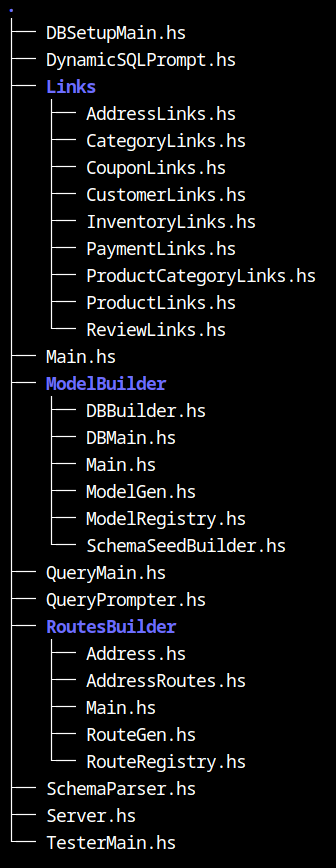 .
DBSetupMain.hs
DynamicSQLPrompt.hs
Links
AddressLinks.hs
CategoryLinks.hs
CouponLinks.hs
CustomerLinks.hs
InventoryLinks.hs
PaymentLinks.hs
ProductCategoryLinks.hs
ProductLinks.hs
ReviewLinks.hs
Main.hs
ModelBuilder
DBBuilder.hs
DBMain.hs
Main.hs
ModelGen.hs
ModelRegistry.hs
SchemaSeedBuilder.hs
QueryMain.hs
QueryPrompter.hs
RoutesBuilder
Address.hs
AddressRoutes.hs
Main.hs
RouteGen.hs
RouteRegistry.hs
SchemaParser.hs
Server.hs
TesterMain.hs